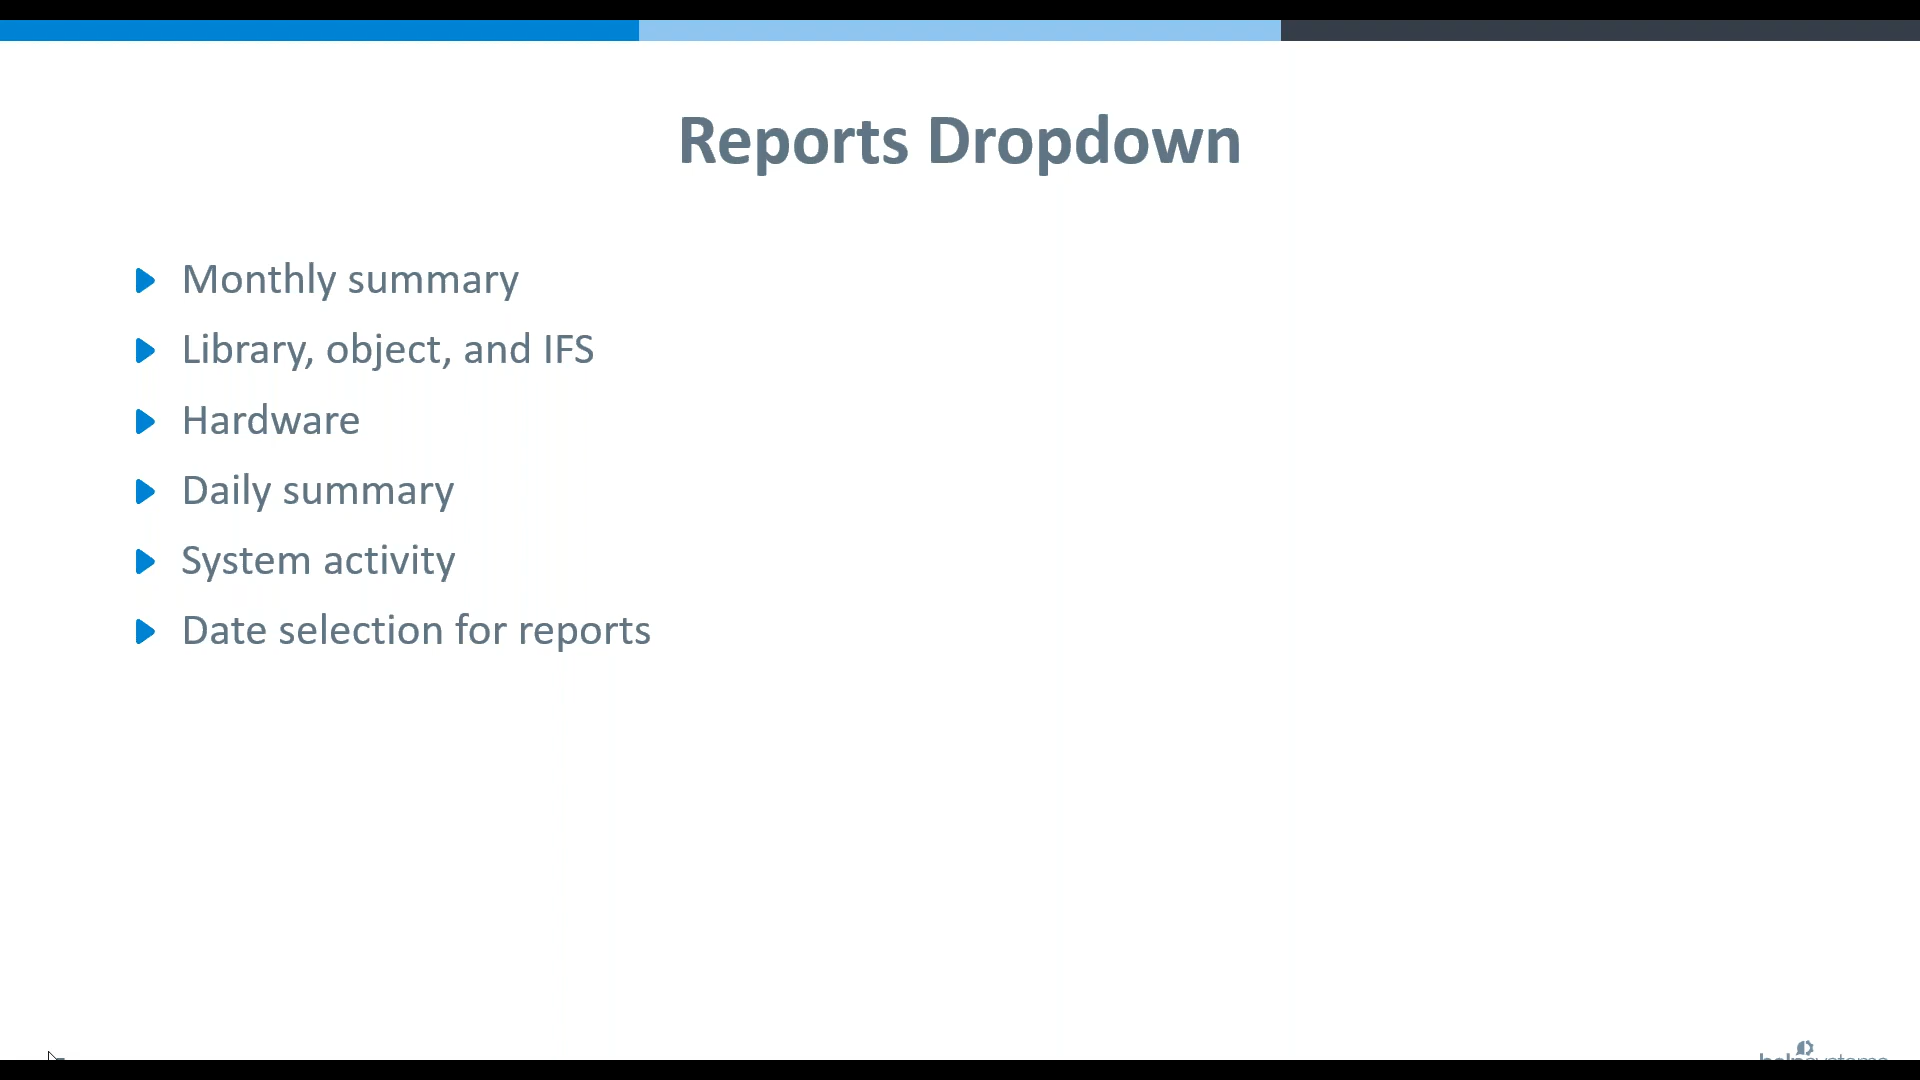 Reports Dropdown
Monthly summary
Library, object, and IFS
Hardware
Daily summary
System activity
Date selection for reports